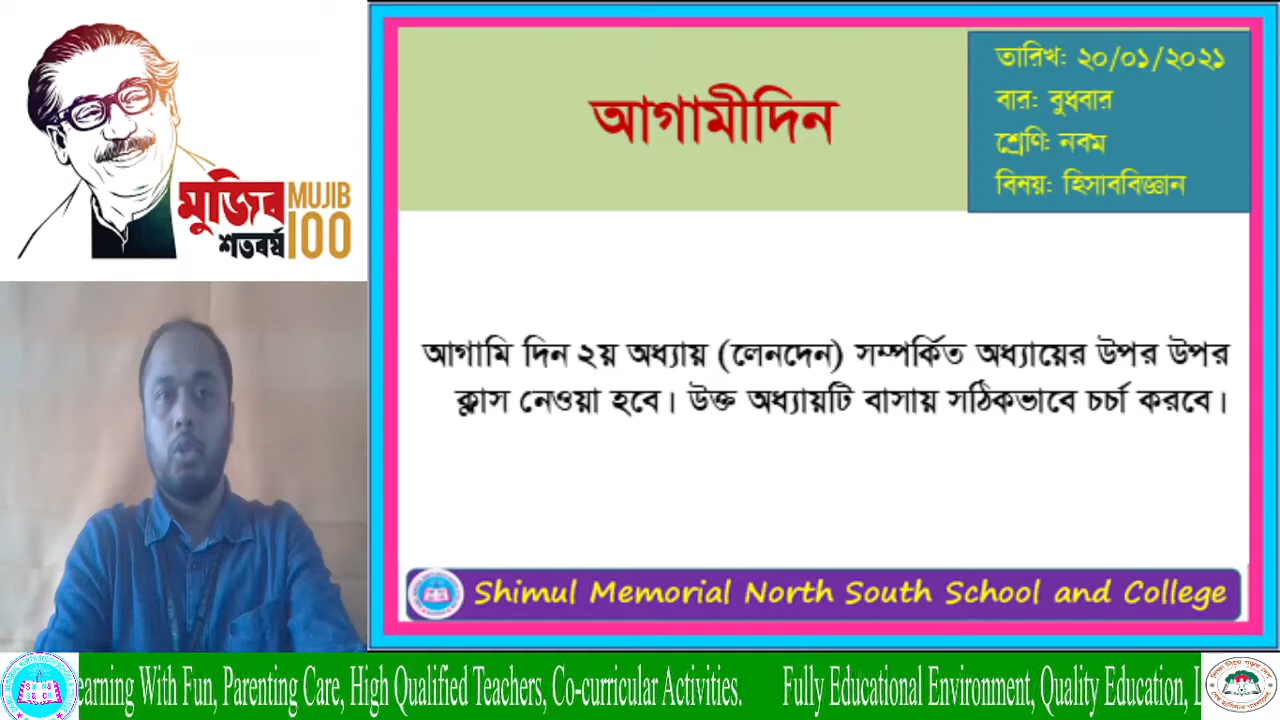 মুজিব
শতবর্ষ
MUJIB
100
আগামীদিন
তারিখ: ২০/০১/২০২১
বার: বুধবার
শ্রেণি: নবম
বিনয়: হিসাববিজ্ঞান
আগামি দিন ২য় অধ্যায় (লেনদেন) সম্পর্কিত অধ্যায়ের উপর উপর
ক্লাস নেওয়া হবে। উক্ত অধ্যায়টি বাসায় সঠিকভাবে চর্চা করবে।
Shimul Memorial North South School and College
earning With Fun, Parenting Care, High Qualified Teachers, Co-curricular Activities. Fully Educational Environment, Quality Education, L